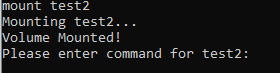 mount test2
Mounting test2...
Volume Mounted!
Please enter command for test2: